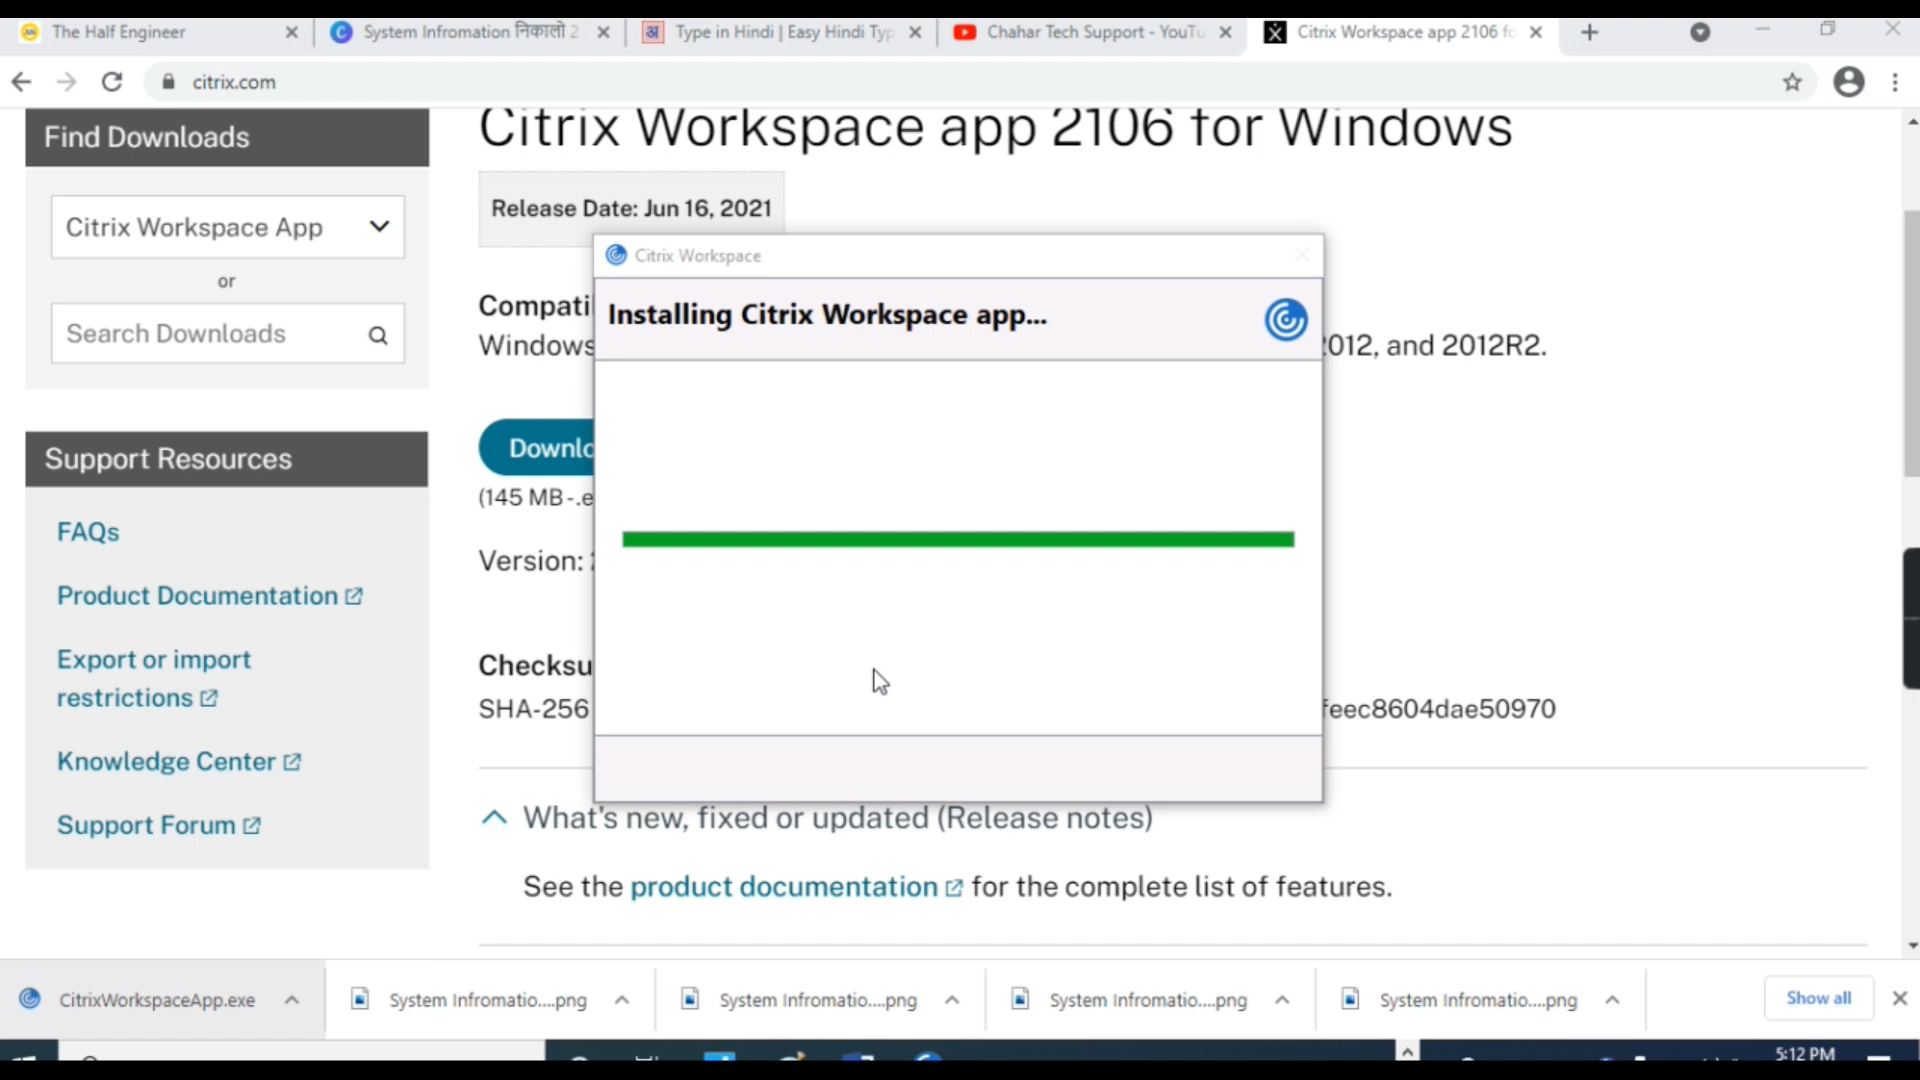 The Half Engineer
System Infromation निकालो 2
Type in Hindi | Easy Hindi Typ
Chahar Tech Support - YouTu
Citrix Workspace app 2106 fo
citrix.com
Find Downloads
Citrix Workspace App
or
Search Downloads
Support Resources
FAQs
Product Documentation
Export or import
restrictions
Knowledge Center
Support Forum
Citrix Workspace app 2106 for Windows
Release Date: Jun 16, 2021
Compati
Windows 2012, and 2012R2.
Downlo
(145 MB - .e
Version:
Checksu
SHA-256 feec8604dae50970
Citrix Workspace
Installing Citrix Workspace app...
What's new, fixed or updated (Release notes)
See the product documentation for the complete list of features.
CitrixWorkspaceApp.exe
System Infromatio....png
System Infromatio....png
System Infromatio....png
System Infromatio....png
Show all
5:12 PM